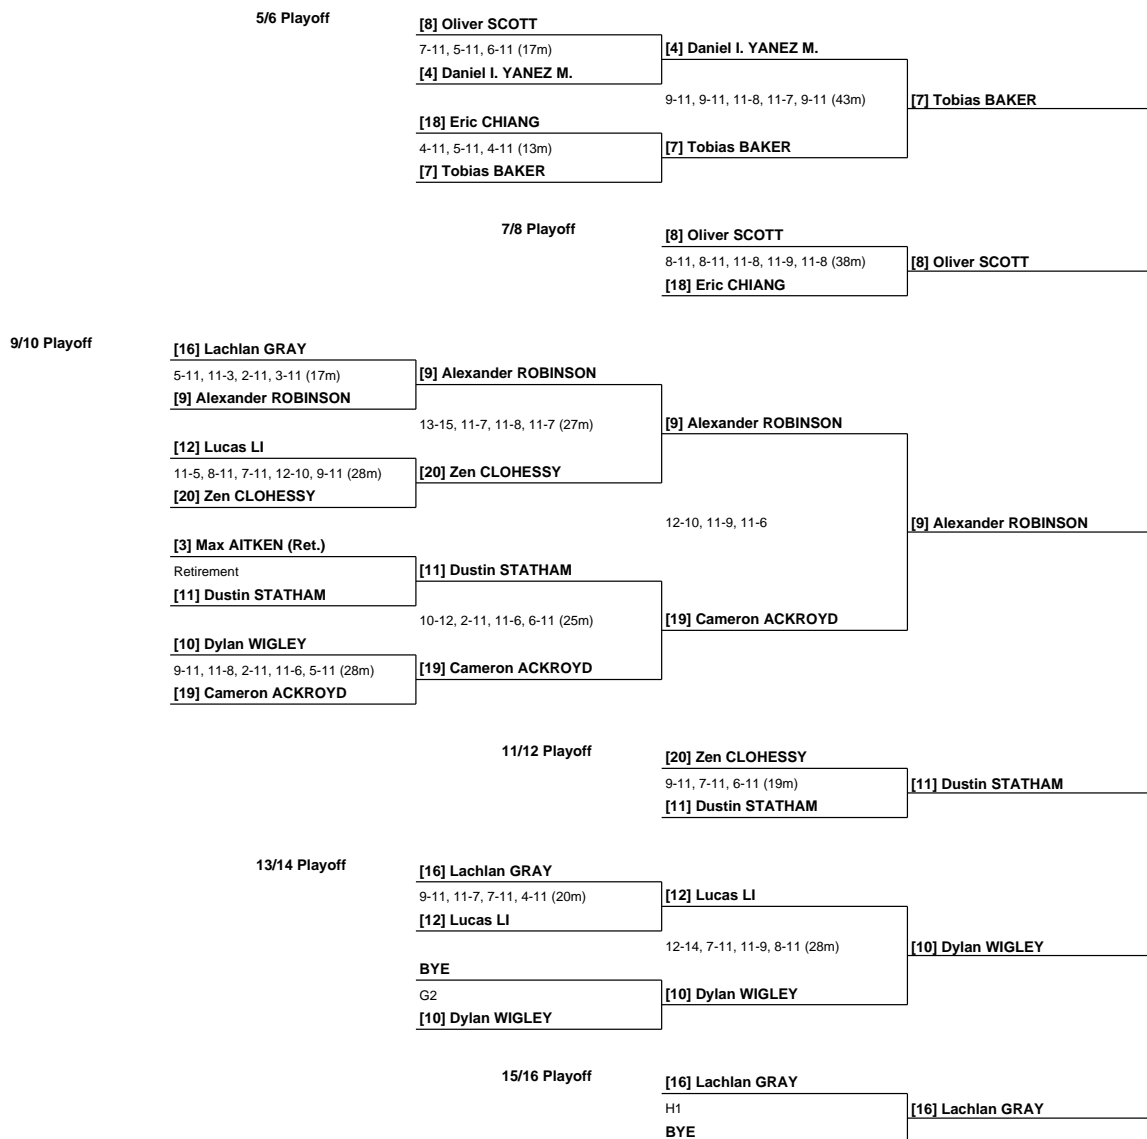 5/6 Playoff
[8] Oliver SCOTT
7-11, 5-11, 6-11 (17m)
[4] Daniel I. YANEZ M.
[4] Daniel I. YANEZ M.
9-11, 9-11, 11-8, 11-7, 9-11 (43m)
[7] Tobias BAKER
[18] Eric CHIANG
4-11, 5-11, 4-11 (13m)
[7] Tobias BAKER
[7] Tobias BAKER
7/8 Playoff
[8] Oliver SCOTT
8-11, 8-11, 11-8, 11-9, 11-8 (38m)
[8] Oliver SCOTT
[18] Eric CHIANG
9/10 Playoff
[16] Lachlan GRAY
5-11, 11-3, 2-11, 3-11 (17m)
[9] Alexander ROBINSON
[9] Alexander ROBINSON
13-15, 11-7, 11-8, 11-7 (27m)
[9] Alexander ROBINSON
[12] Lucas LI
11-5, 8-11, 7-11, 12-10, 9-11 (28m)
[20] Zen CLOHESSY
[20] Zen CLOHESSY
12-10, 11-9, 11-6
[9] Alexander ROBINSON
[3] Max AITKEN (Ret.)
Retirement
[11] Dustin STATHAM
[11] Dustin STATHAM
10-12, 2-11, 11-6, 6-11 (25m)
[19] Cameron ACKROYD
[10] Dylan WIGLEY
9-11, 11-8, 2-11, 11-6, 5-11 (28m)
[19] Cameron ACKROYD
[19] Cameron ACKROYD
11/12 Playoff
[20] Zen CLOHESSY
9-11, 7-11, 6-11 (19m)
[11] Dustin STATHAM
[11] Dustin STATHAM
13/14 Playoff
[16] Lachlan GRAY
9-11, 11-7, 7-11, 4-11 (20m)
[12] Lucas LI
[12] Lucas LI
12-14, 7-11, 11-9, 8-11 (28m)
[10] Dylan WIGLEY
BYE
G2
[10] Dylan WIGLEY
[10] Dylan WIGLEY
15/16 Playoff
[16] Lachlan GRAY
H1
[16] Lachlan GRAY
BYE